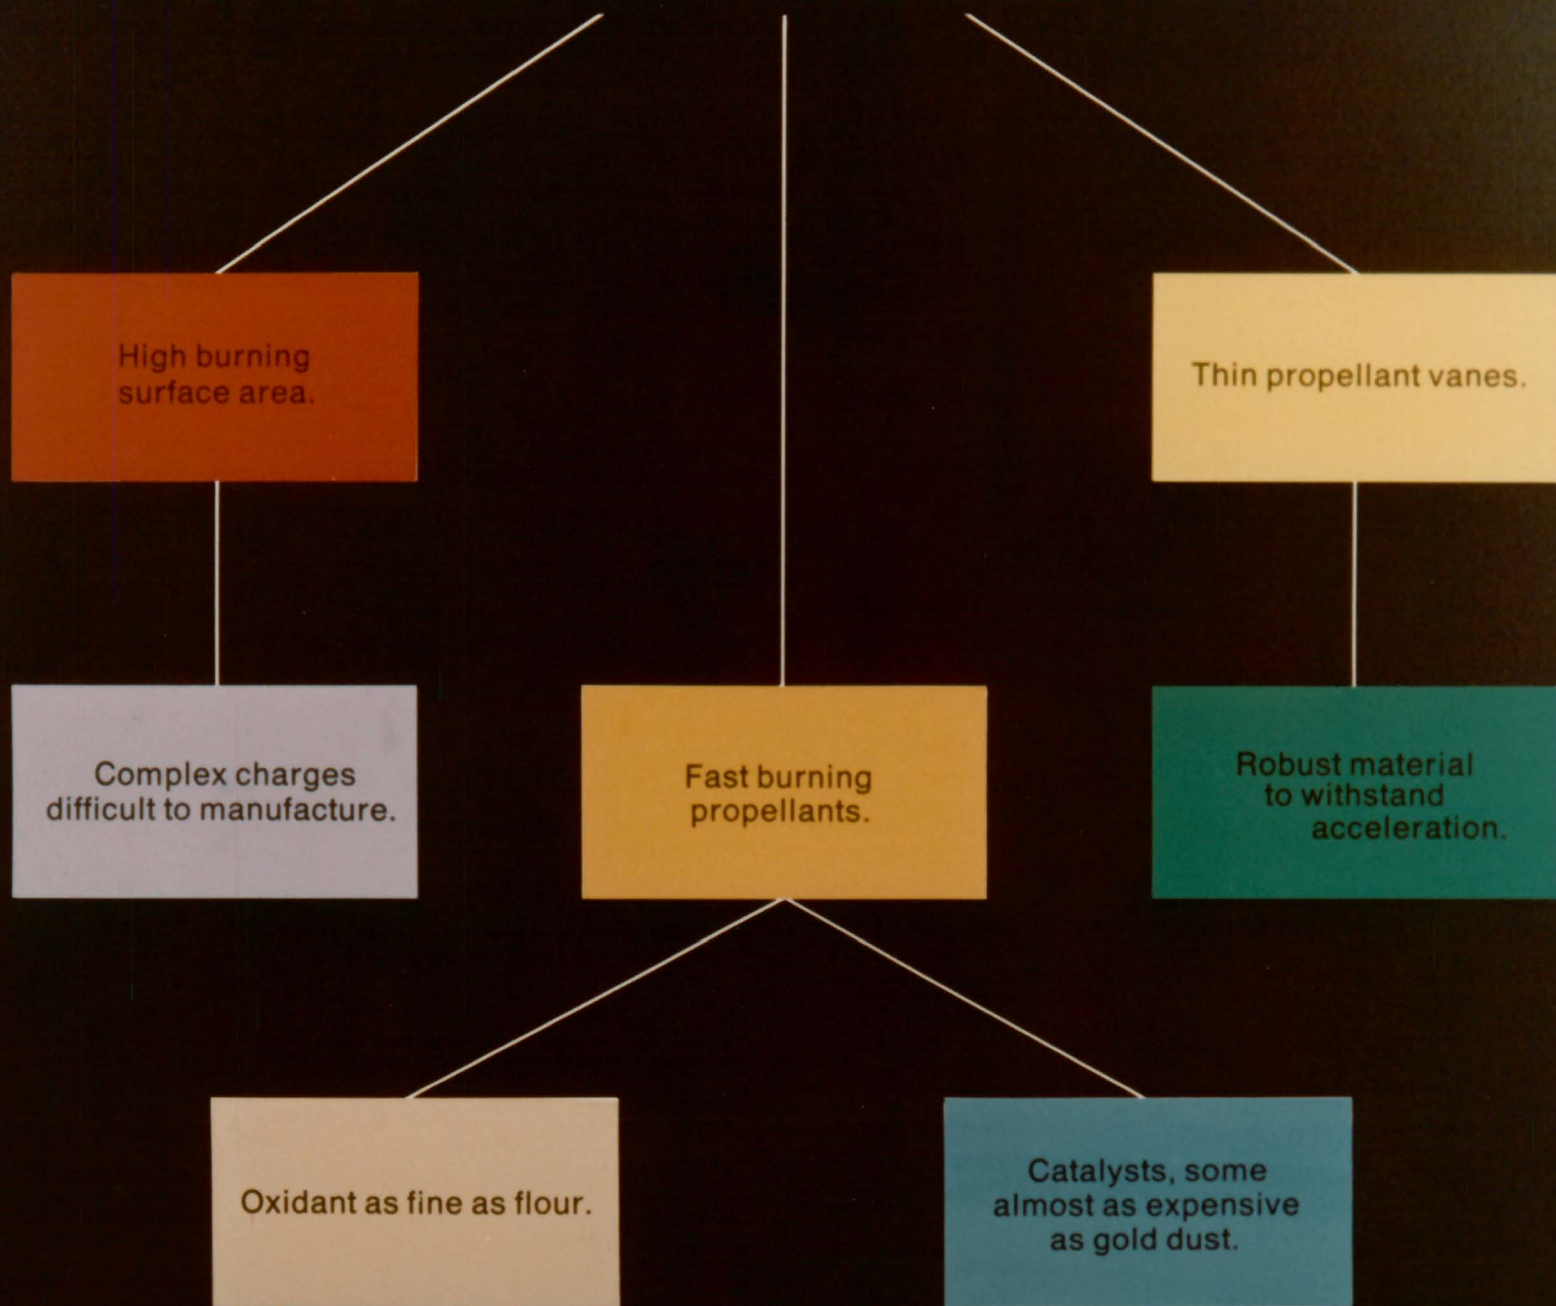 High burning
surface area.
Thin propellant vanes.
Complex charges
difficult to manufacture.
Fast burning
propellants.
Robust material
to withstand
acceleration.
Oxidant as fine as flour.
Catalysts, some
almost as expensive
as gold dust.